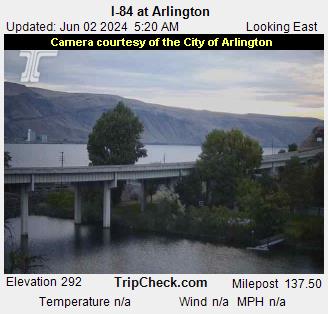 I-84 at Arlington
Updated: Jun 02 2024 5:20 AM Looking East
Camera courtesy of the City of Arlington
Elevation 292 TripCheck.com Milepost 137.50
Temperature n/a Wind n/a MPH n/a